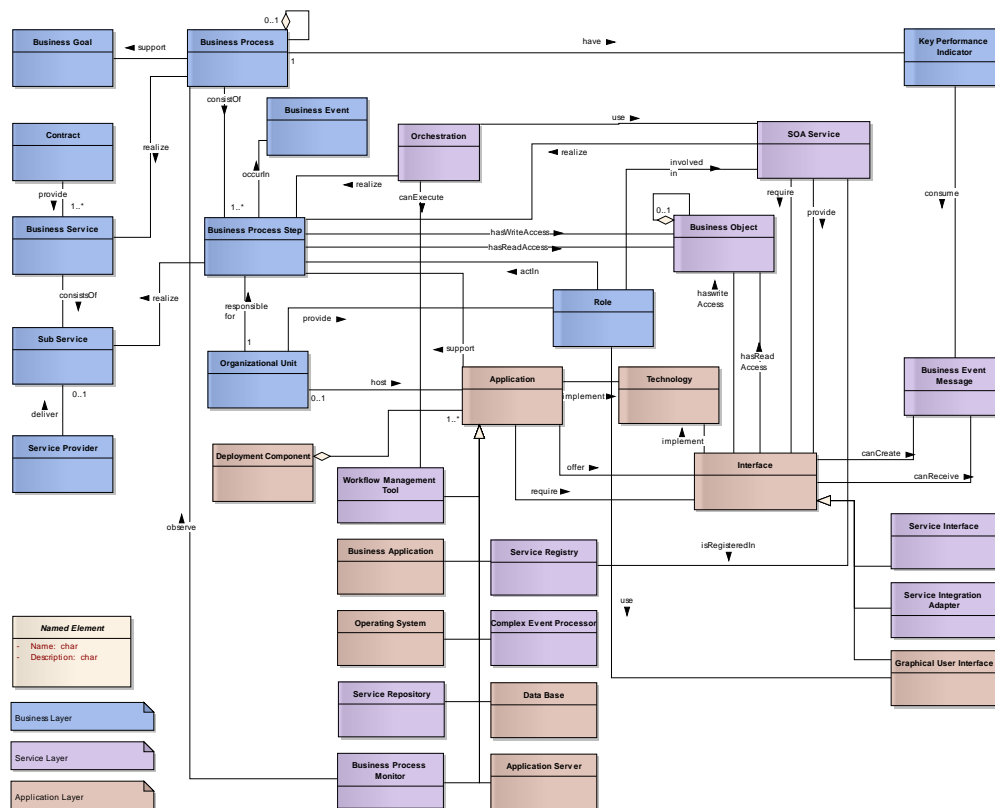 0..1
Business Goal
support
Business Process
have
Key Performance
Indicator
1
consistOf
Business Event
Contract
Orchestration
use
SOA Service
realize
realize
involved
in
occurIn
realize
require
provide
canExecute
consume
provide
1..*
1..*
0..1
Business Service
Business Process Step
hasWriteAccess
hasReadAccess
Business Object
actIn
realize
consistsOf
responsible
for
provide
Role
haswrite
Access
Sub Service
1
support
hasRead
Access
Organizational Unit
host
0..1
Application
Technology
Business Event
Message
0..1
implement
deliver
1..*
implement
Service Provider
Deployment Component
Interface
canCreate
offer
canReceive
Workflow Management
Tool
require
observe
Service Interface
Business Application
Service Registry
isRegisteredIn
Service Integration
Adapter
use
Named Element
- Name: char
- Description: char
Operating System
Complex Event Processor
Graphical User Interface
Service Repository
Data Base
Business Layer
Service Layer
Business Process
Monitor
Application Server
Application Layer